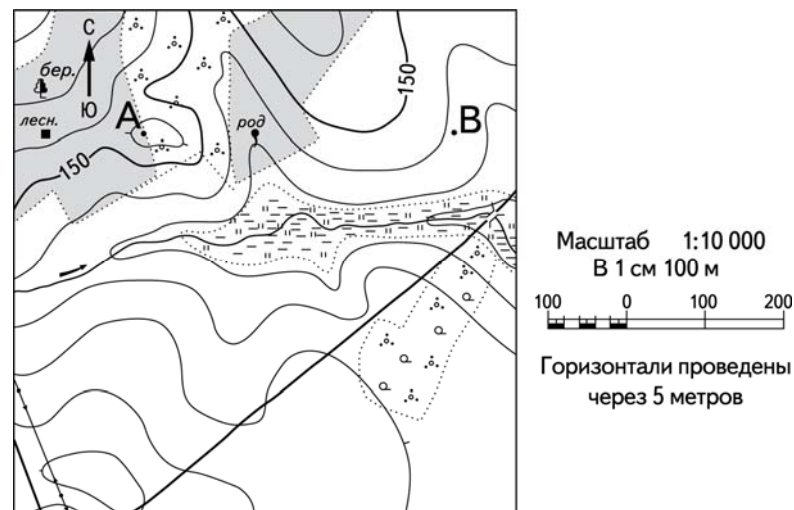 С
бер.
Ю
лесн.
А
род
В
150
150
Масштаб 1:10 000
В 1 см 100 м
100 0 100 200
Горизонтали проведены
через 5 метров